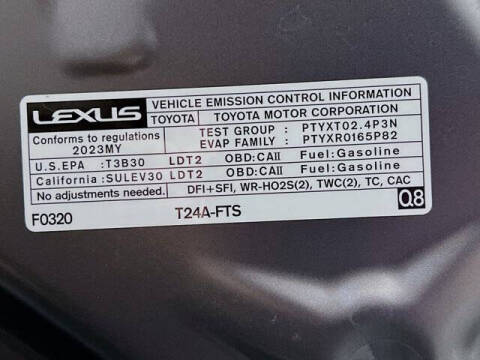 LEXUS VEHICLE EMISSION CONTROL INFORMATION
TOYOTA TOYOTA MOTOR CORPORATION
Conforms to regulations TEST GROUP : PTYXT02.4P3N
2023MY EVAP FAMILY : PTYXR0165P82
U.S.EPA :T3B30 LDT2 OBD:CAII Fuel:Gasoline
California :SULEV30 LDT2 OBD:CAII Fuel:Gasoline
No adjustments needed. DFI+SFI, WR-HO2S(2), TWC(2), TC, CAC
F0320 T24A-FTS 0.8